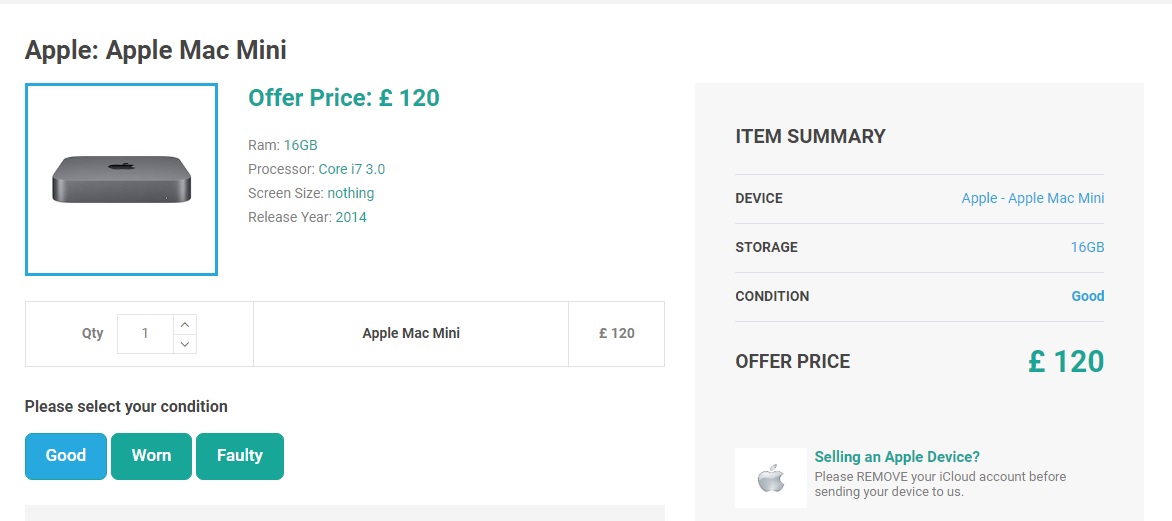 Apple: Apple Mac Mini
Offer Price: £ 120
Ram: 16GB
Processor: Core i7 3.0
Screen Size: nothing
Release Year: 2014
Qty 1 Apple Mac Mini £ 120
Please select your condition
Good Worn Faulty
ITEM SUMMARY
DEVICE Apple - Apple Mac Mini
STORAGE 16GB
CONDITION Good
OFFER PRICE £ 120
Selling an Apple Device?
Please REMOVE your iCloud account before
sending your device to us.